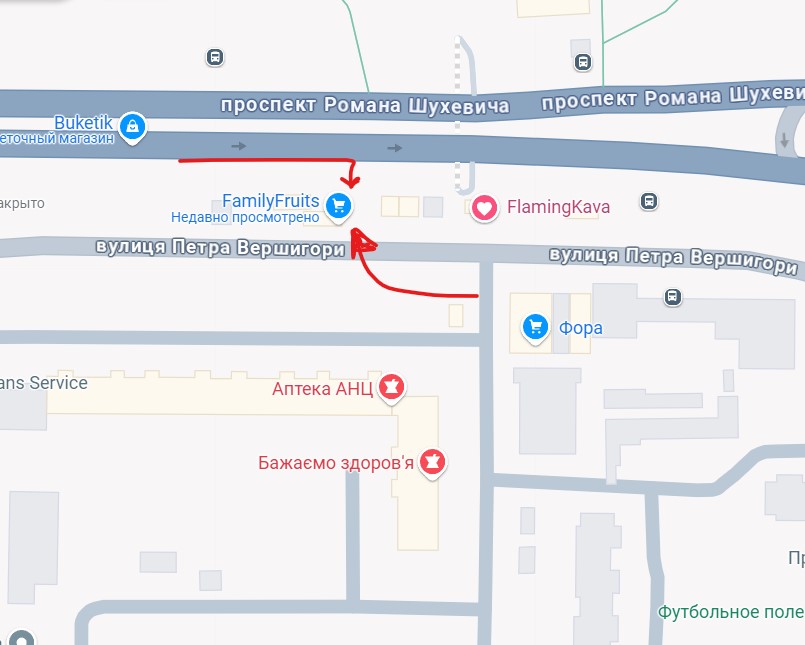 проспект Романа Шухевича
проспект Романа Шухеви
Buketik
еточный магазин
акрыто
FamilyFruits
Недавно просмотрено
FlamingKava
вулиця Петра Вершигори
вулиця Петра Вершигори
Фора
ans Service
Аптека АНЦ
Бажаємо здоров'я
Пр
Футбольное поле